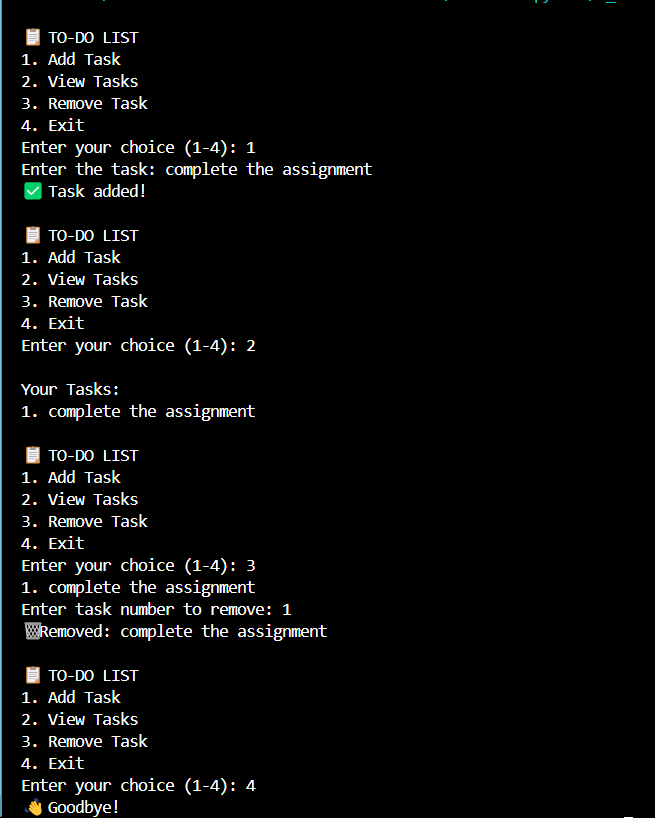 📋 TO-DO LIST
1. Add Task
2. View Tasks
3. Remove Task
4. Exit
Enter your choice (1-4): 1
Enter the task: complete the assignment
✅ Task added!
📋 TO-DO LIST
1. Add Task
2. View Tasks
3. Remove Task
4. Exit
Enter your choice (1-4): 2
Your Tasks:
1. complete the assignment
📋 TO-DO LIST
1. Add Task
2. View Tasks
3. Remove Task
4. Exit
Enter your choice (1-4): 3
1. complete the assignment
Enter task number to remove: 1
🗑Removed: complete the assignment
📋 TO-DO LIST
1. Add Task
2. View Tasks
3. Remove Task
4. Exit
Enter your choice (1-4): 4
👋 Goodbye!